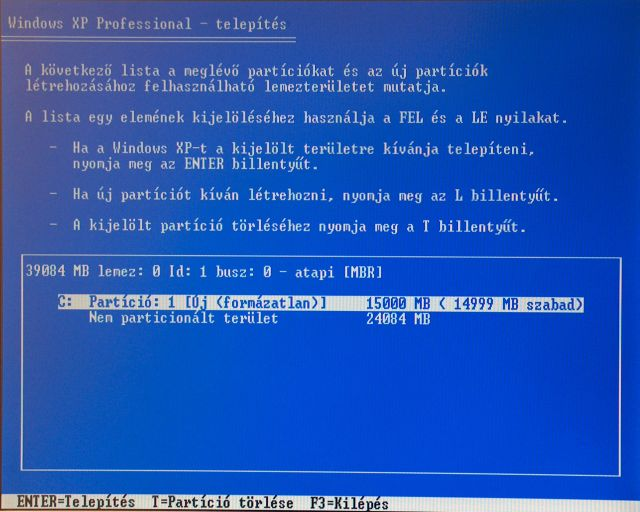 Windows XP Professional - telepítés
A következő lista a meglévő partíciókat és az új partíciók
létrehozásához felhasználható lemezterületet mutatja.
A lista egy elemének kijelöléséhez használja a FEL és a LE nyilakat.
- Ha a Windows XP-t a kijelölt területre kívánja telepíteni,
nyomja meg az ENTER billentyűt.
- Ha új partíciót kíván létrehozni, nyomja meg az L billentyűt.
- A kijelölt partíció törléséhez nyomja meg a T billentyűt.
39084 MB lemez: 0 Id: 1 busz: 0 - atapi [MBR]
C: Partíció: 1 [Új (formázatlan)] 15000 MB ( 14999 MB szabad)
Nem particionált terület 24084 MB
ENTER=Telepítés T=Partíció törlése F3=Kilépés